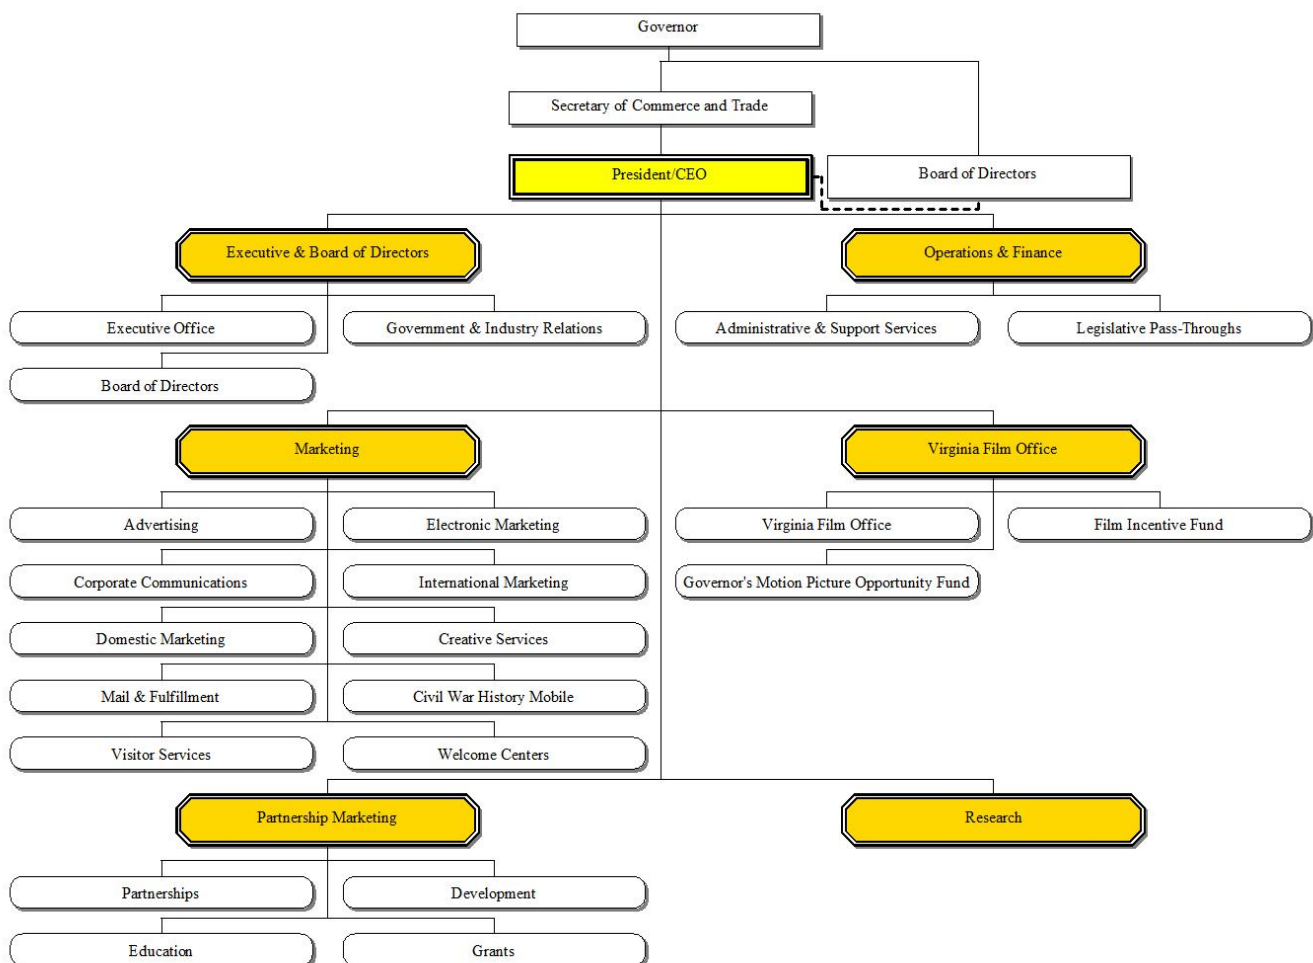 Governor
Secretary of Commerce and Trade
President/CEO
Board of Directors
Executive & Board of Directors
Operations & Finance
Executive Office
Government & Industry Relations
Administrative & Support Services
Legislative Pass-Throughs
Board of Directors
Marketing
Virginia Film Office
Advertising
Electronic Marketing
Virginia Film Office
Film Incentive Fund
Corporate Communications
International Marketing
Governor's Motion Picture Opportunity Fund
Domestic Marketing
Creative Services
Mail & Fulfillment
Civil War History Mobile
Visitor Services
Welcome Centers
Partnership Marketing
Research
Partnerships
Development
Education
Grants